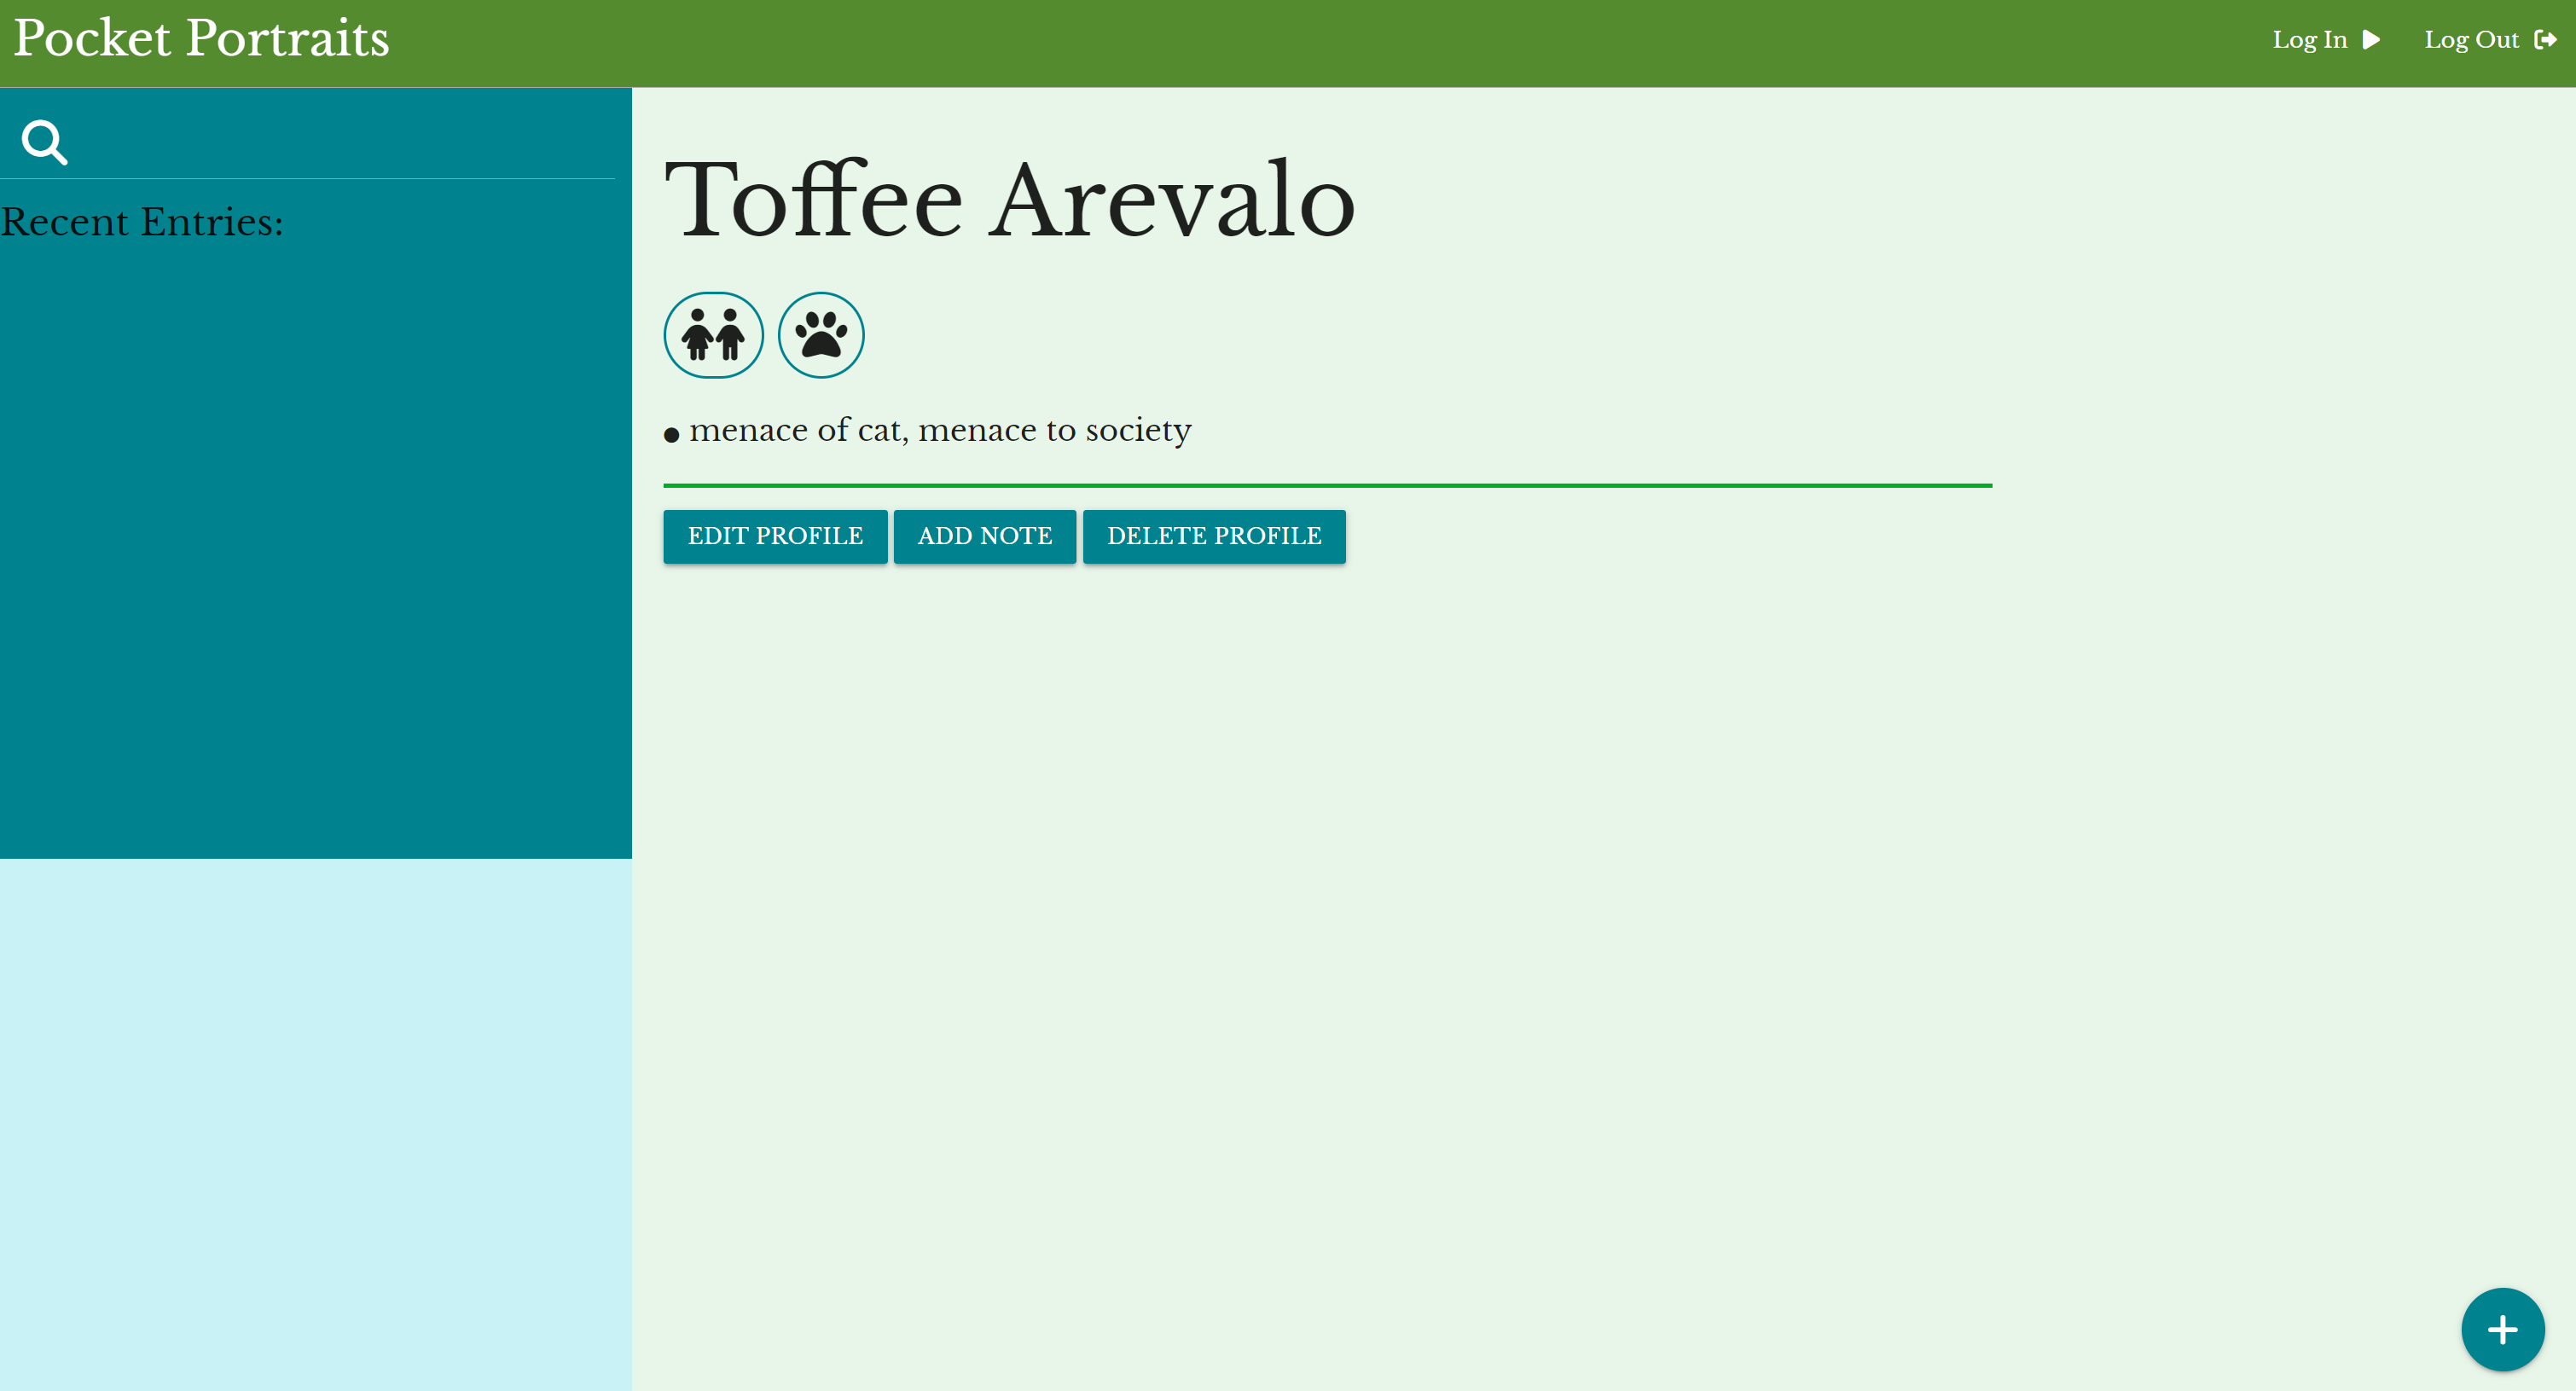 Pocket Portraits
Log In
Log Out
Recent Entries:
Toffee Arevalo
menace of cat, menace to society
EDIT PROFILE
ADD NOTE
DELETE PROFILE